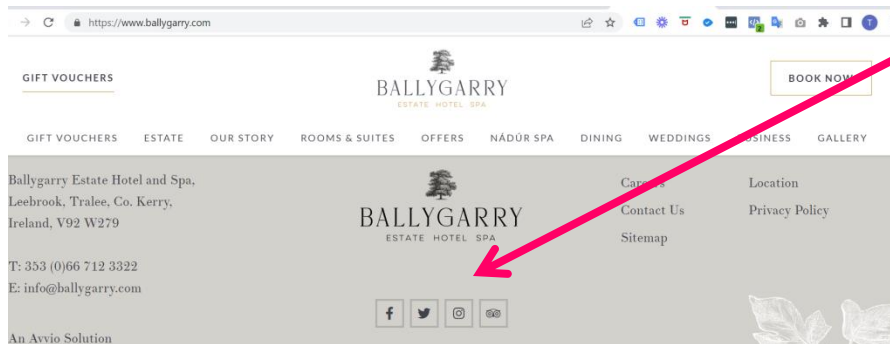 https://www.ballygarry.com
GIFT VOUCHERS
BALLYGARRY
ESTATE HOTEL SPA
BOOK NOW
GIFT VOUCHERS ESTATE OUR STORY ROOMS & SUITES OFFERS NÁDÚR SPA DINING WEDDINGS BUSINESS GALLERY
Ballygarry Estate Hotel and Spa,
Leebrook, Tralee, Co. Kerry,
Ireland, V92 W279
T: 353 (0)66 712 3322
E: info@ballygarry.com
An Avvio Solution
BALLYGARRY
ESTATE HOTEL SPA
Careers
Contact Us
Sitemap
Location
Privacy Policy